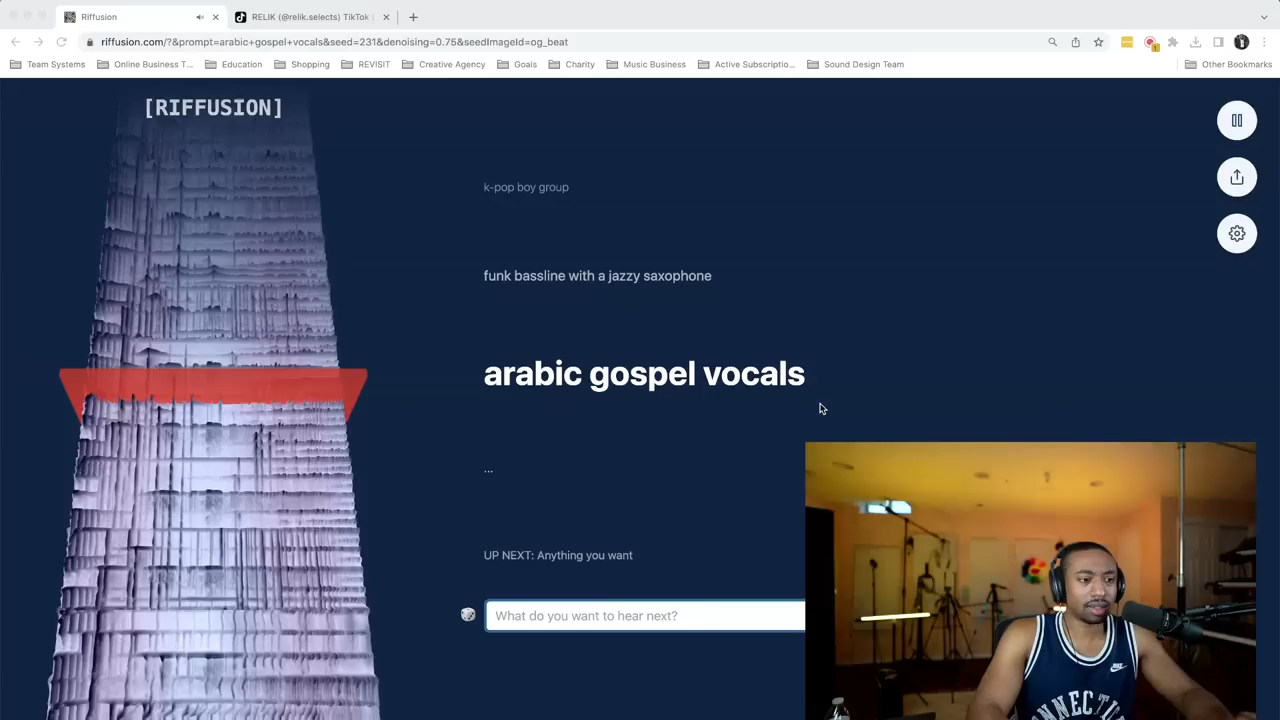 Riffusion
RELIK (@relik.selects) TikTok
riffusion.com/?&prompt=arabic+gospel+vocals&seed=231&denoising=0.75&seedImageId=og_beat
Team Systems
Online Business T...
Education
Shopping
REVISIT
Creative Agency
Goals
Charity
Music Business
Active Subscriptio...
Sound Design Team
Other Bookmarks
[RIFFUSION]
k-pop boy group
funk bassline with a jazzy saxophone
arabic gospel vocals
...
UP NEXT: Anything you want
What do you want to hear next?
CONNECTIC